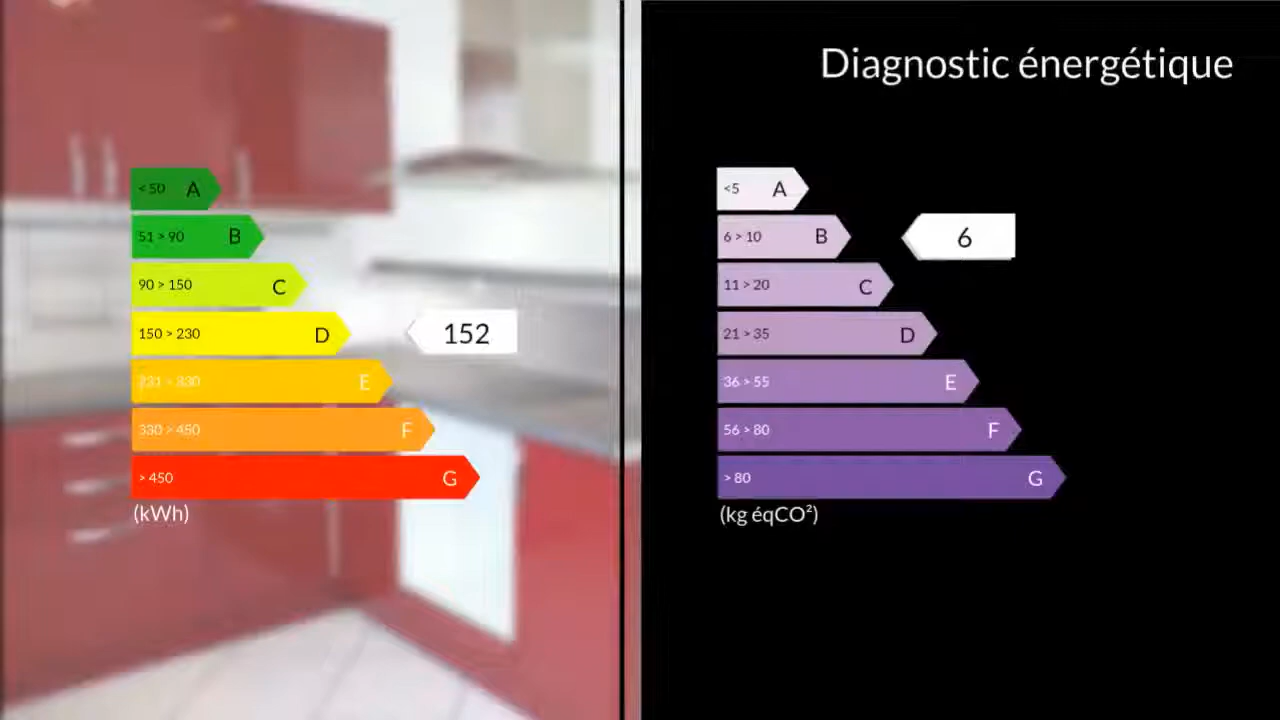 Diagnostic énergétique
< 50 A
51 > 90 B
90 > 150 C
150 > 230 D
152
231 > 330 E
330 > 450 F
> 450 G
(kWh)
<5 A
6 > 10 B
6
11 > 20 C
21 > 35 D
36 > 55 E
56 > 80 F
> 80 G
(kg éqCO²)